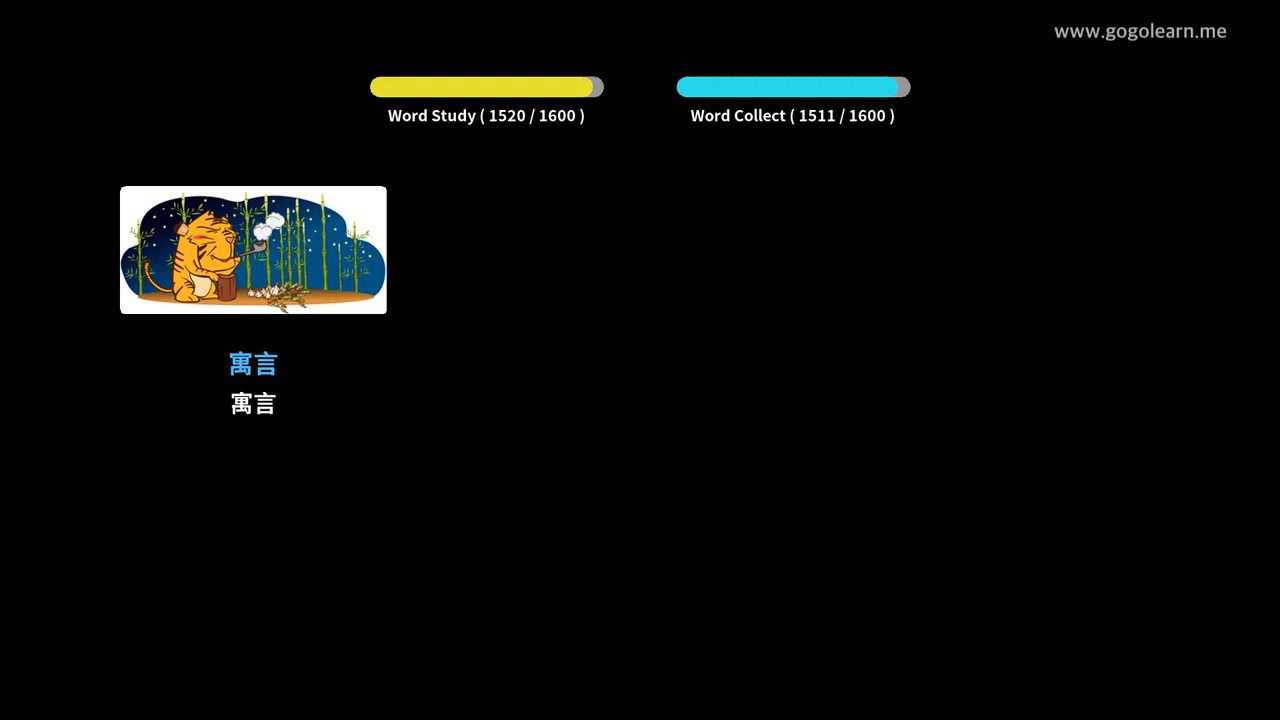 www.gogolearn.me
Word Study ( 1520 / 1600 )
Word Collect ( 1511 / 1600 )
寓言
寓言